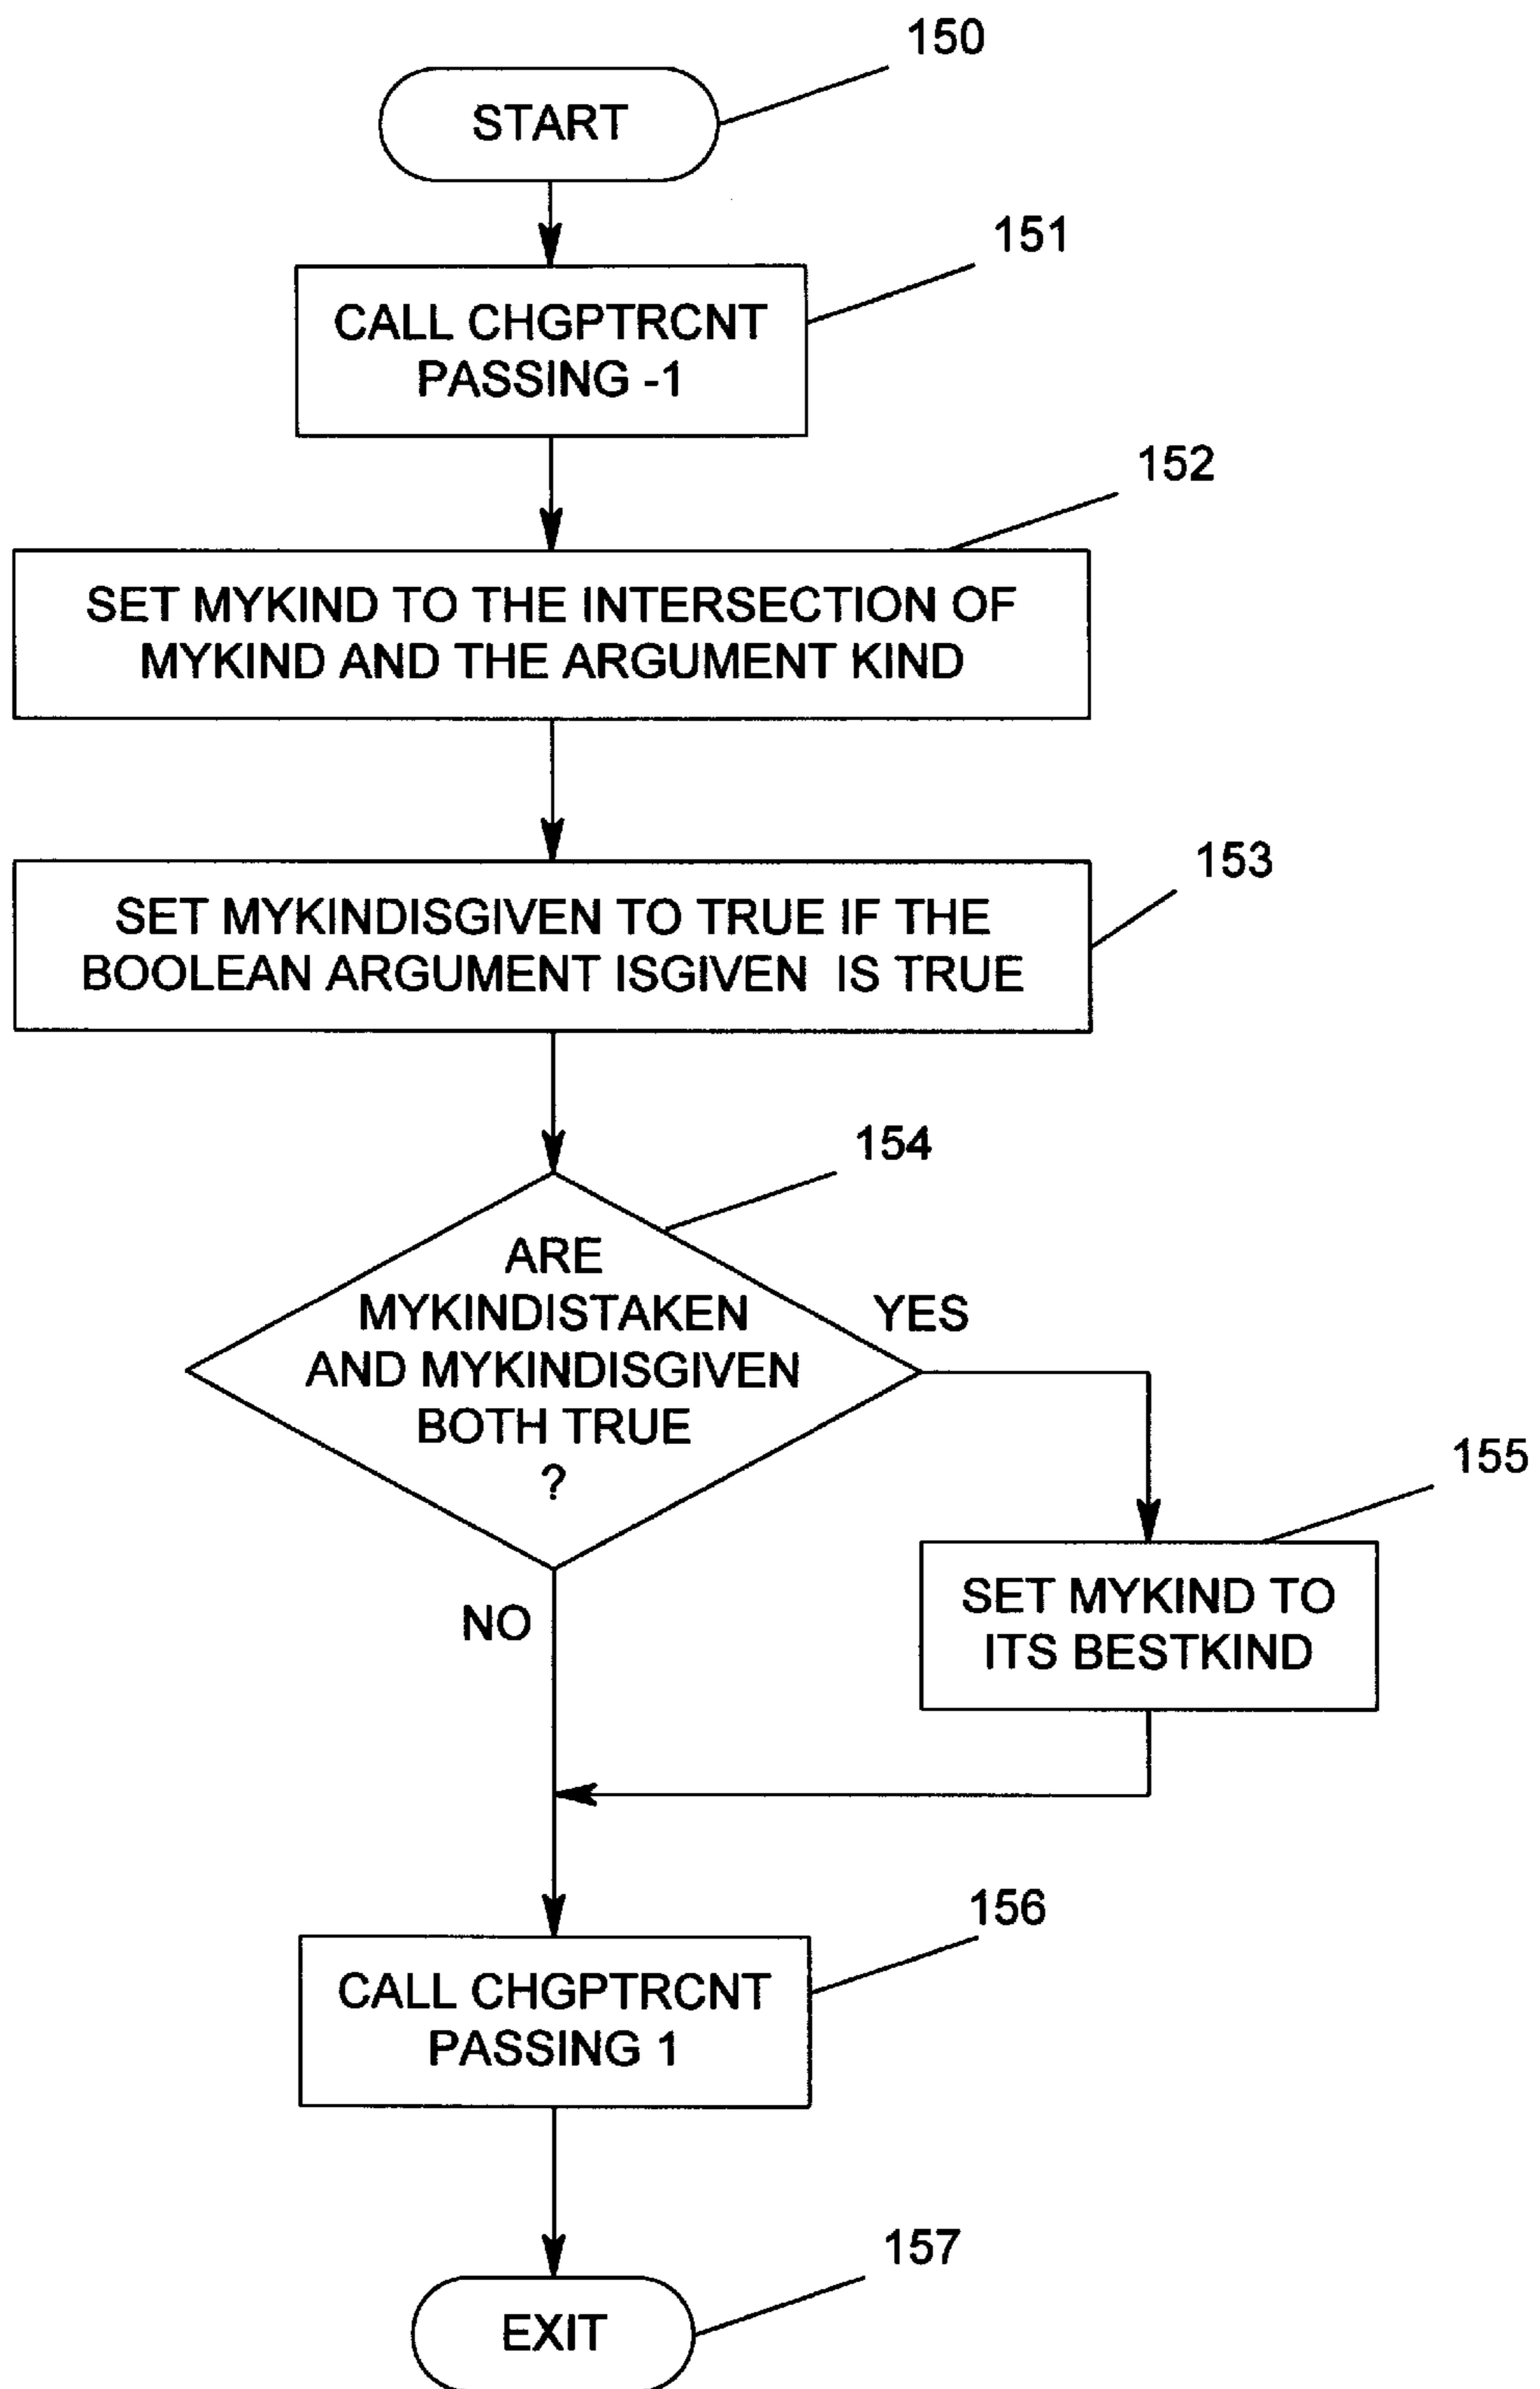 150
START
151
CALL CHGPTRCNT
PASSING -1
152
SET MYKIND TO THE INTERSECTION OF
MYKIND AND THE ARGUMENT KIND
153
SET MYKINDISGIVEN TO TRUE IF THE
BOOLEAN ARGUMENT ISGIVEN IS TRUE
154
ARE
MYKINDISTAKEN
AND MYKINDISGIVEN
BOTH TRUE
?
YES
155
SET MYKIND TO
ITS BESTKIND
NO
156
CALL CHGPTRCNT
PASSING 1
157
EXIT